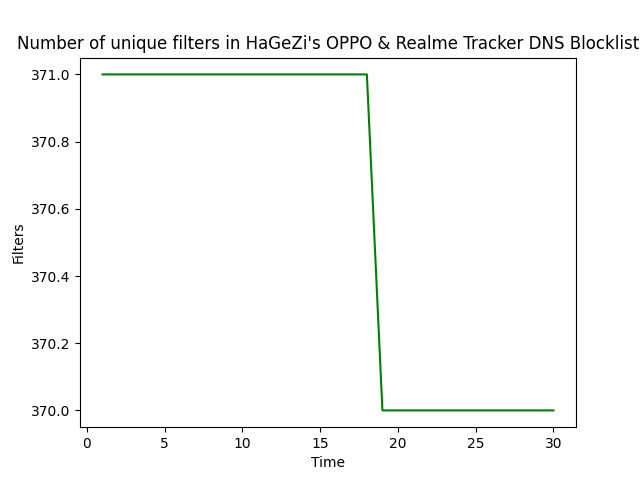 Number of unique filters in HaGeZi's OPPO & Realme Tracker DNS Blocklist
371.0
370.8
370.6
370.4
370.2
370.0
Filters
0 5 10 15 20 25 30
Time